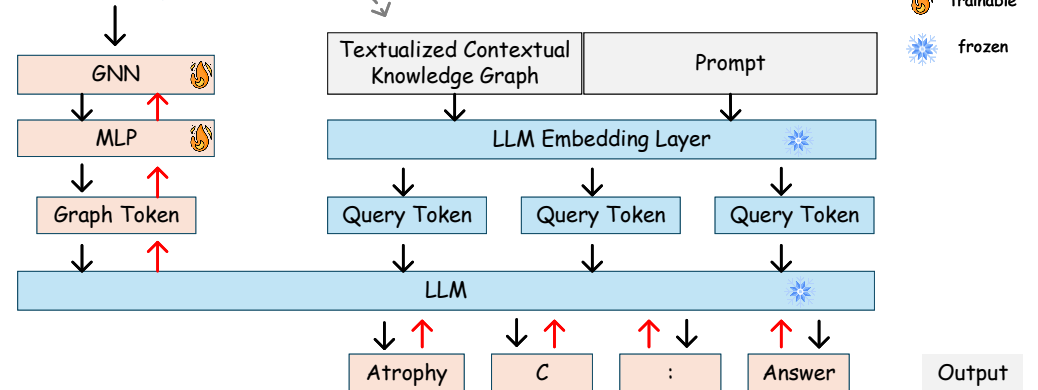 trainable
frozen
GNN
MLP
Graph Token
Textualized Contextual
Knowledge Graph
Prompt
LLM Embedding Layer
Query Token
Query Token
Query Token
LLM
Atrophy
C
:
Answer
Output